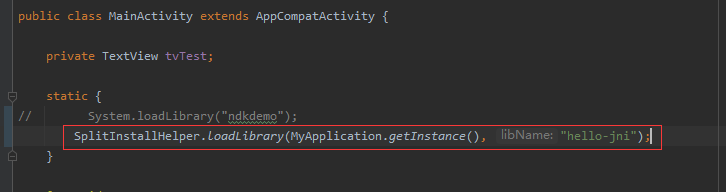 public class MainActivity extends AppCompatActivity {
private TextView tvTest;
static {
// System.loadLibrary("ndkdemo");
SplitInstallHelper.loadLibrary(MyApplication.getInstance(), libName: "hello-jni");
}